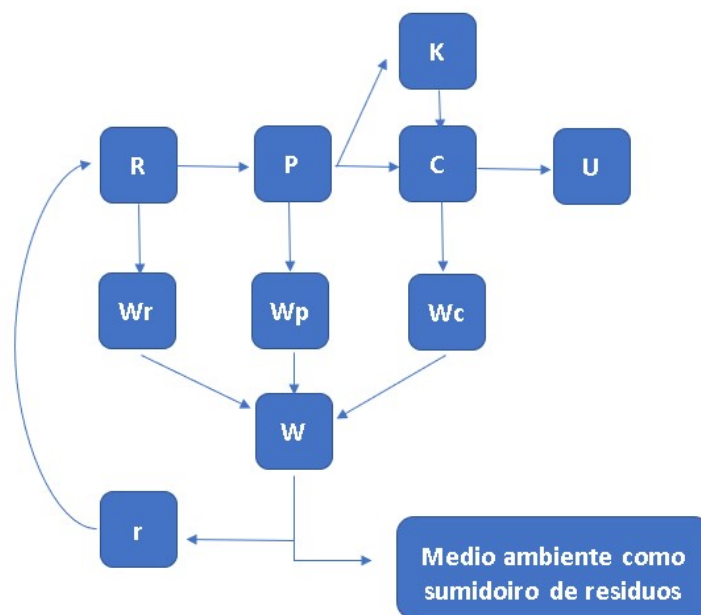 K
R
P
C
U
Wr
Wp
Wc
W
r
Medio ambiente como
sumidoiro de residuos